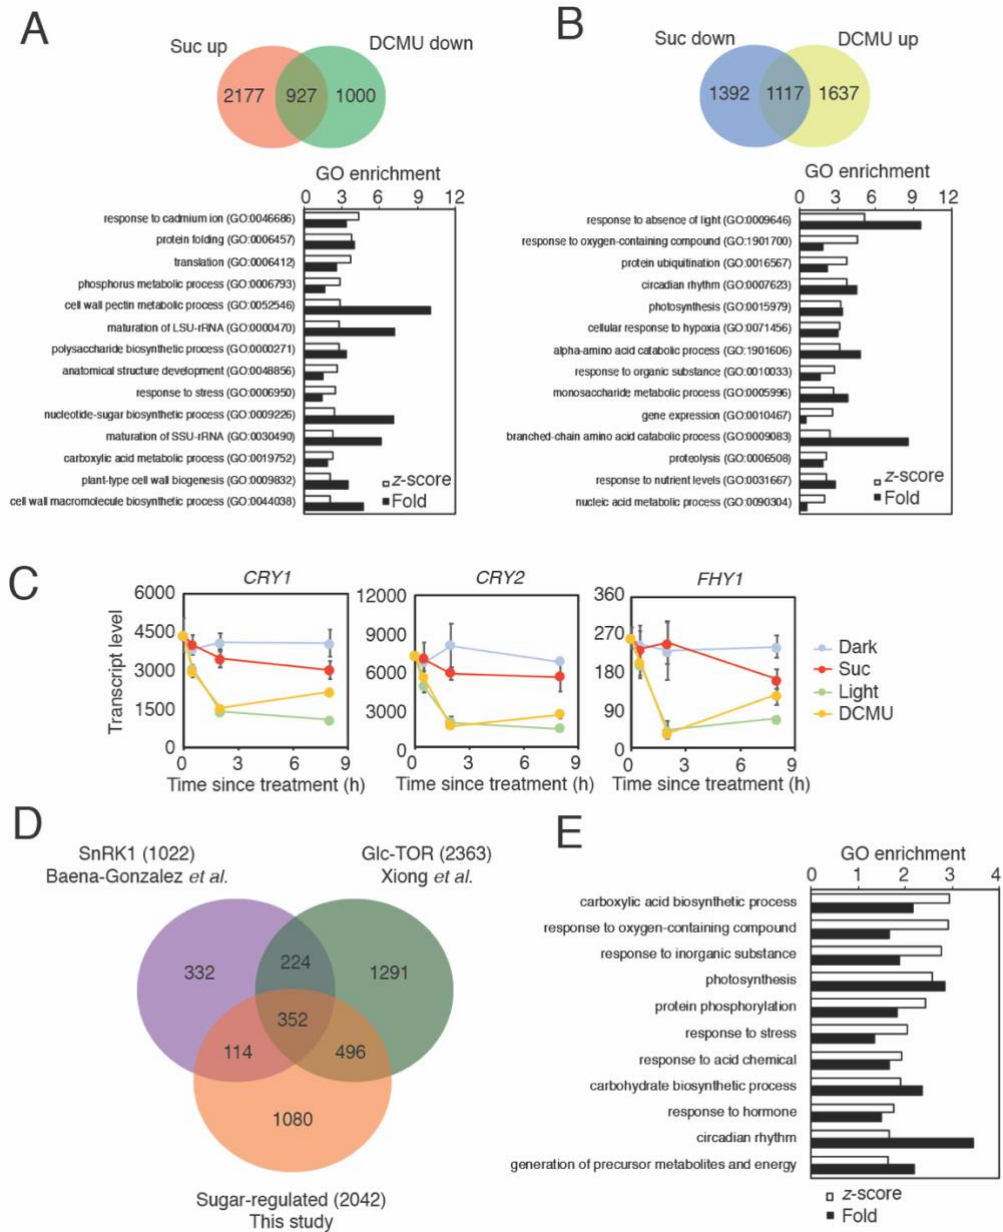 A
Suc up
DCMU down
2177 927 1000
GO enrichment
0 3 6 9 12
response to cadmium ion (GO:0046686)
protein folding (GO:0006457)
translation (GO:0006412)
phosphorus metabolic process (GO:0006793)
cell wall pectin metabolic process (GO:0052546)
maturation of LSU-rRNA (GO:0000470)
polysaccharide biosynthetic process (GO:0000271)
anatomical structure development (GO:0048856)
response to stress (GO:0006950)
nucleotide-sugar biosynthetic process (GO:0009226)
maturation of SSU-rRNA (GO:0030490)
carboxylic acid metabolic process (GO:0019752)
plant-type cell wall biogenesis (GO:0009832)
cell wall macromolecule biosynthetic process (GO:0044038)
z-score
Fold
B
Suc down
DCMU up
1392 1117 1637
GO enrichment
0 3 6 9 12
response to absence of light (GO:0009646)
response to oxygen-containing compound (GO:1901700)
protein ubiquitination (GO:0016567)
circadian rhythm (GO:0007623)
photosynthesis (GO:0015979)
cellular response to hypoxia (GO:0071456)
alpha-amino acid catabolic process (GO:1901606)
response to organic substance (GO:0010033)
monosaccharide metabolic process (GO:0005996)
gene expression (GO:0010467)
branched-chain amino acid catabolic process (GO:0009083)
proteolysis (GO:0006508)
response to nutrient levels (GO:0031667)
nucleic acid metabolic process (GO:0090304)
z-score
Fold
C
Transcript level
CRY1
6000
4500
3000
1500
0
0 3 6 9
Time since treatment (h)
CRY2
12000
9000
6000
3000
0
0 3 6 9
Time since treatment (h)
FHY1
360
270
180
90
0
0 3 6 9
Time since treatment (h)
Dark
Suc
Light
DCMU
D
SnRK1 (1022)
Baena-Gonzalez et al.
Glc-TOR (2363)
Xiong et al.
332
224
1291
352
114
496
1080
Sugar-regulated (2042)
This study
E
GO enrichment
0 1 2 3 4
carboxylic acid biosynthetic process
response to oxygen-containing compound
response to inorganic substance
photosynthesis
protein phosphorylation
response to stress
response to acid chemical
carbohydrate biosynthetic process
response to hormone
circadian rhythm
generation of precursor metabolites and energy
z-score
Fold